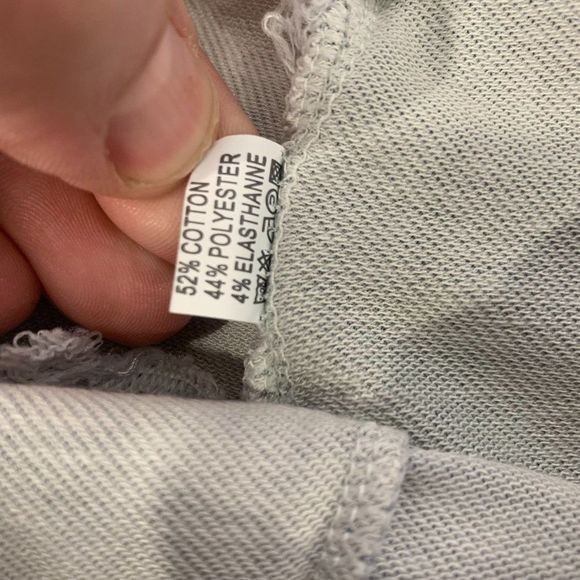 52% COTTON
44% POLYESTER
4% ELASTHANNE